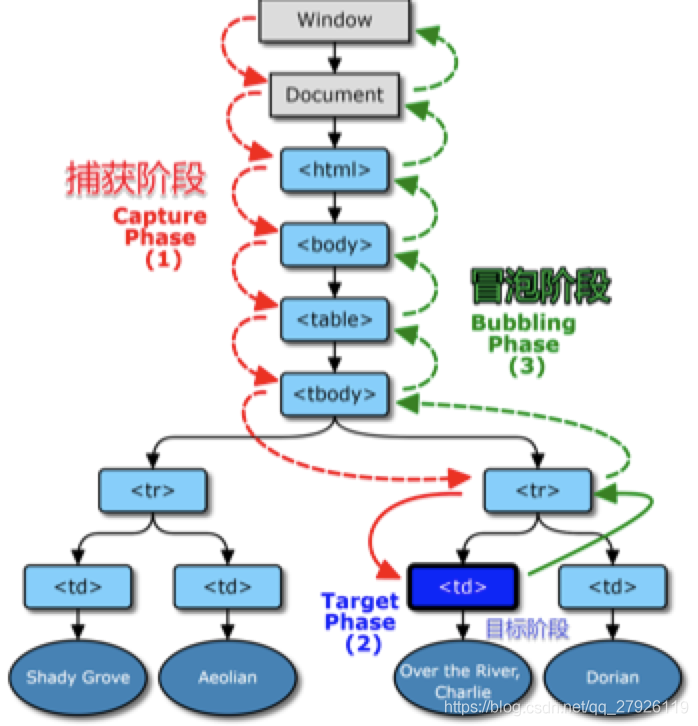 Window
Document
<html>
捕获阶段
Capture
Phase
(1)
<body>
冒泡阶段
Bubbling
Phase
(3)
<table>
<tbody>
<tr>
<tr>
<td>
<td>
<td>
<td>
Target
Phase
(2)
目标阶段
Shady Grove
Aeolian
Over the River,
Charlie
Dorian
https://blog.csdn.net/qq_27926119